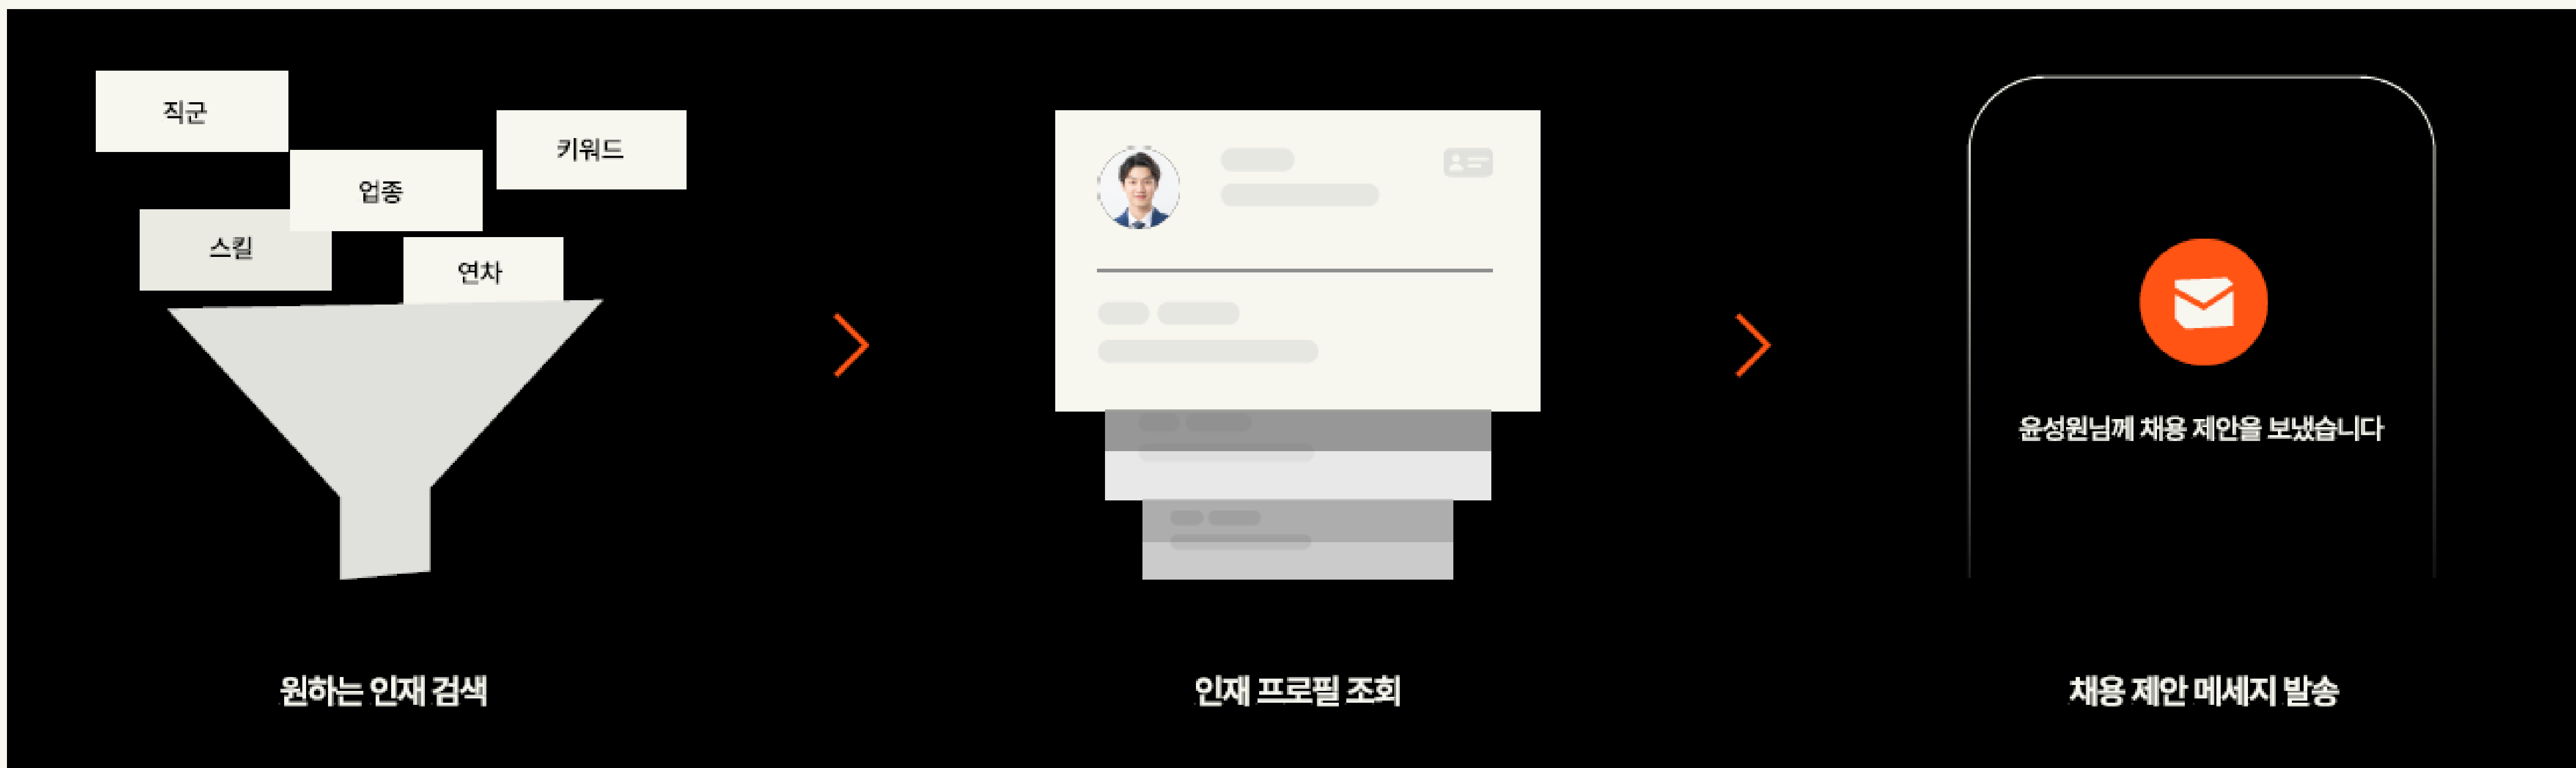 직군
키워드
업종
스킬
연차
윤성원님께 채용 제안을 보냈습니다
원하는 인재 검색
인재 프로필 조회
채용 제안 메세지 발송